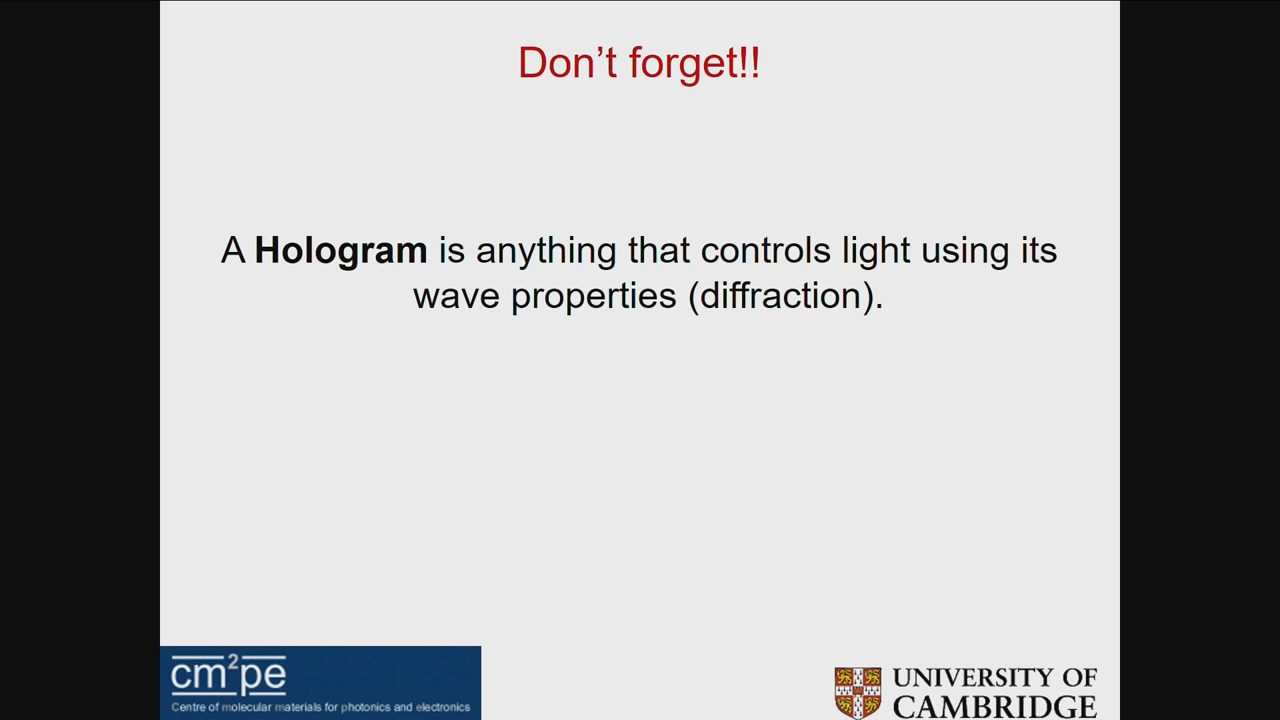 Don’t forget!!
A Hologram is anything that controls light using its
wave properties (diffraction).
cm²pe
Centre of molecular materials for photonics and electronics
UNIVERSITY OF
CAMBRIDGE